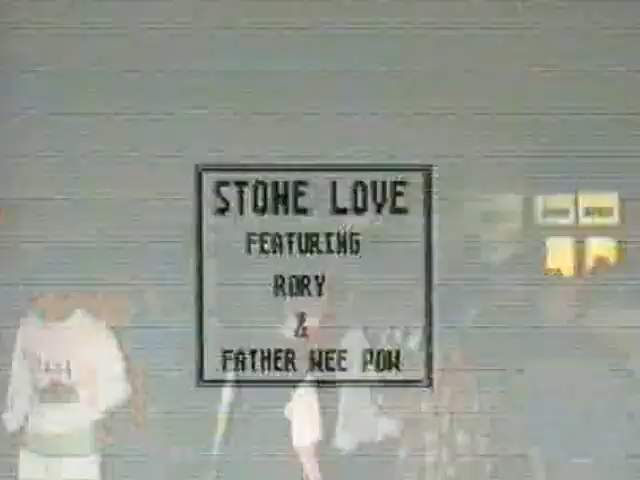 STONE LOVE
FEATURING
RORY
&
FATHER WEE POW